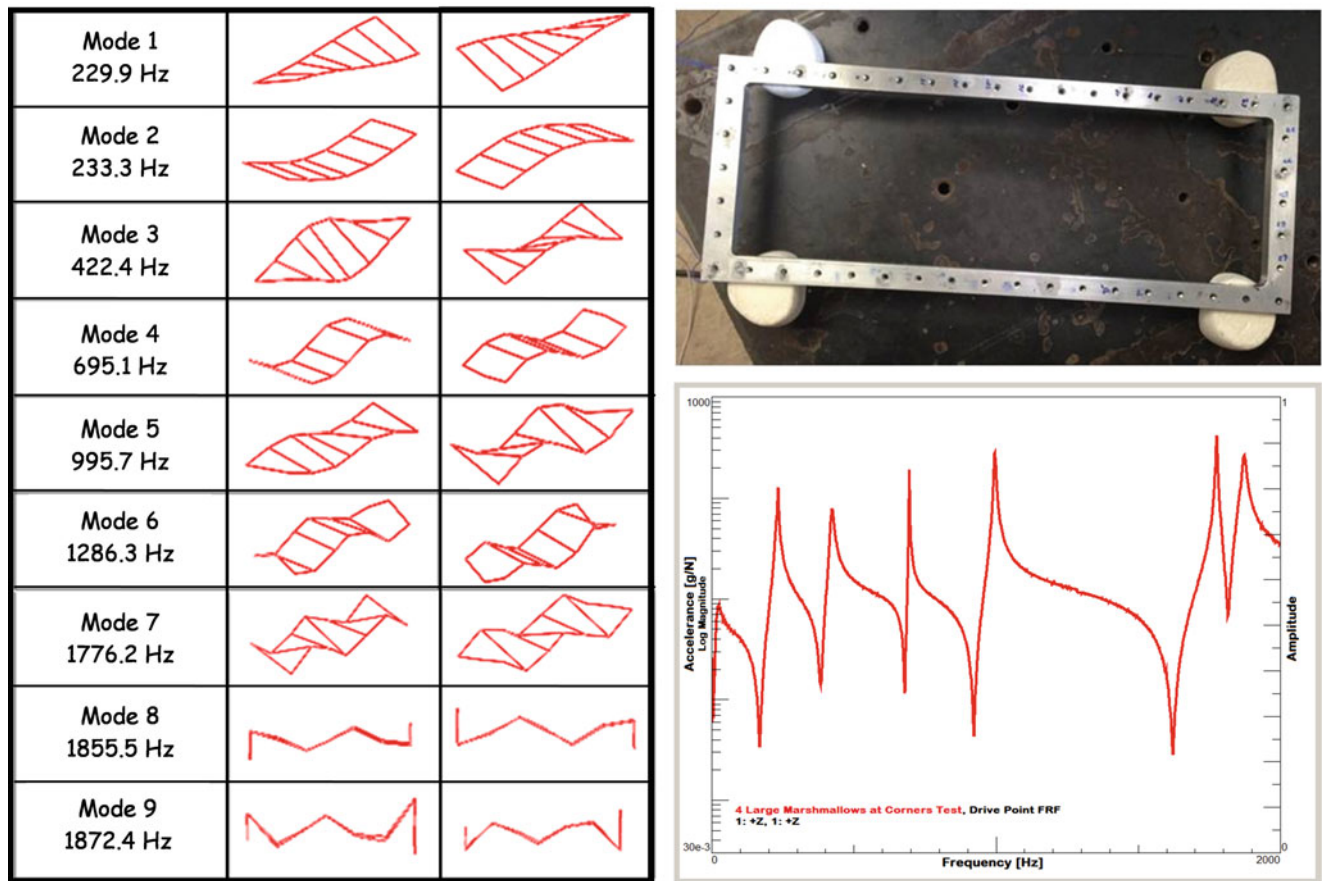 Mode 1
229.9 Hz
Mode 2
233.3 Hz
Mode 3
422.4 Hz
Mode 4
695.1 Hz
Mode 5
995.7 Hz
Mode 6
1286.3 Hz
Mode 7
1776.2 Hz
Mode 8
1855.5 Hz
Mode 9
1872.4 Hz
1000
1
Accelerance [g/N]
Log Magnitude
Amplitude
4 Large Marshmallows at Corners Test, Drive Point FRF
1: +Z, 1: +Z
30e-3
0
0
2000
Frequency [Hz]